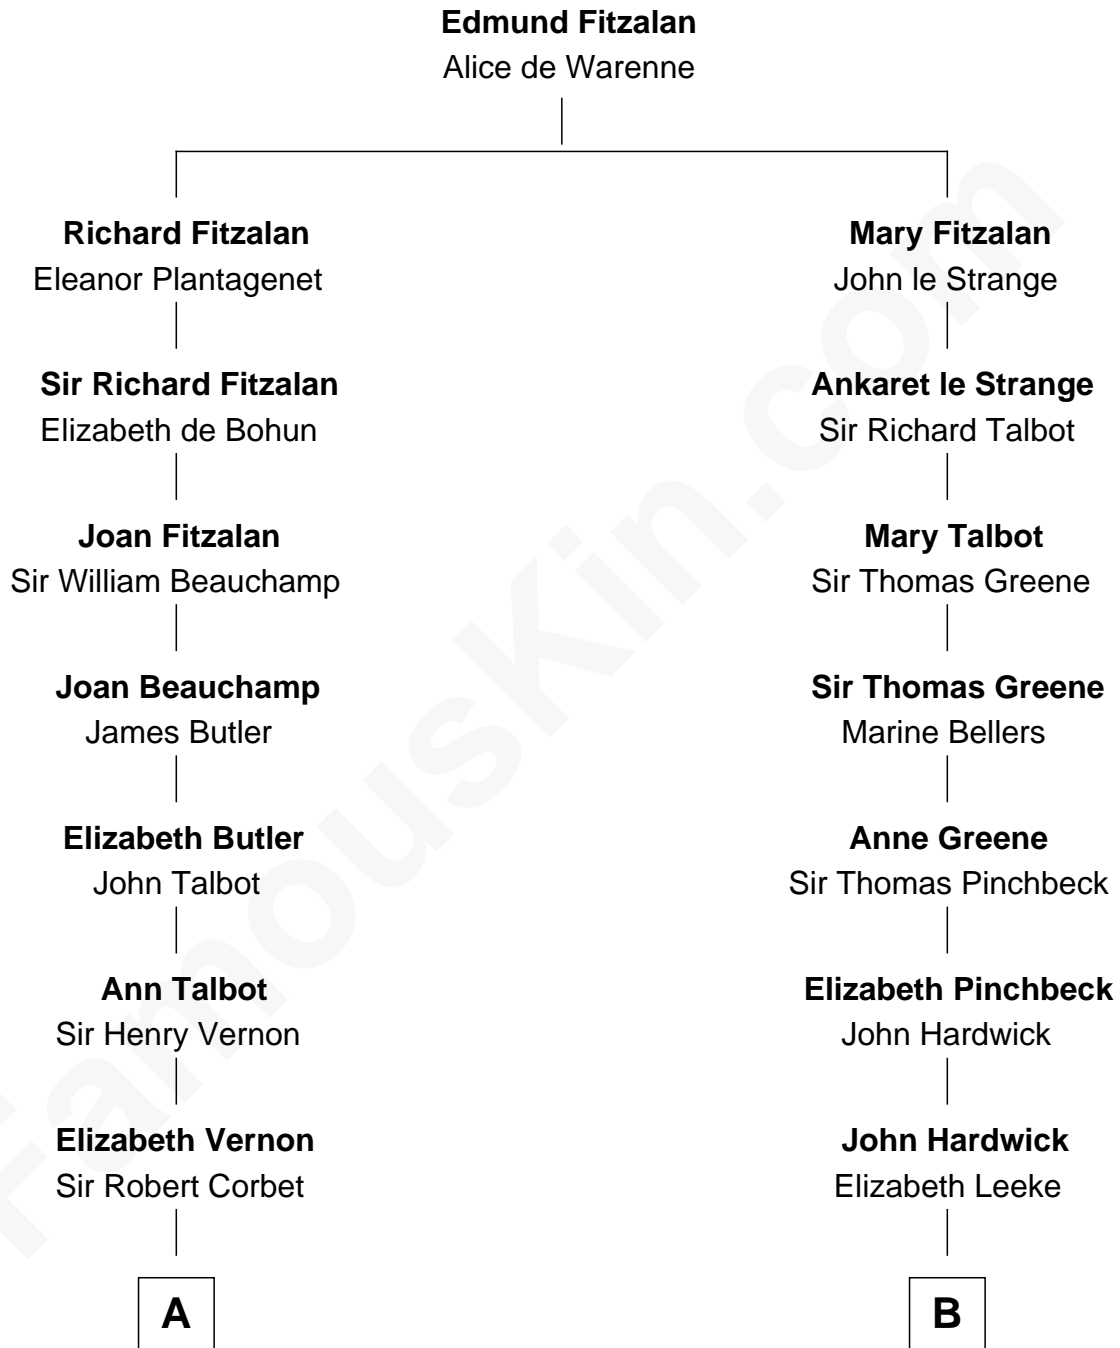 Edmund Fitzalan
Alice de Warenne
Richard Fitzalan
Eleanor Plantagenet
Mary Fitzalan
John le Strange
Sir Richard Fitzalan
Elizabeth de Bohun
Ankaret le Strange
Sir Richard Talbot
Joan Fitzalan
Sir William Beauchamp
Mary Talbot
Sir Thomas Greene
Joan Beauchamp
James Butler
Sir Thomas Greene
Marine Bellers
Elizabeth Butler
John Talbot
Anne Greene
Sir Thomas Pinchbeck
Ann Talbot
Sir Henry Vernon
Elizabeth Pinchbeck
John Hardwick
Elizabeth Vernon
Sir Robert Corbet
John Hardwick
Elizabeth Leeke
A
B
FamousKin.com